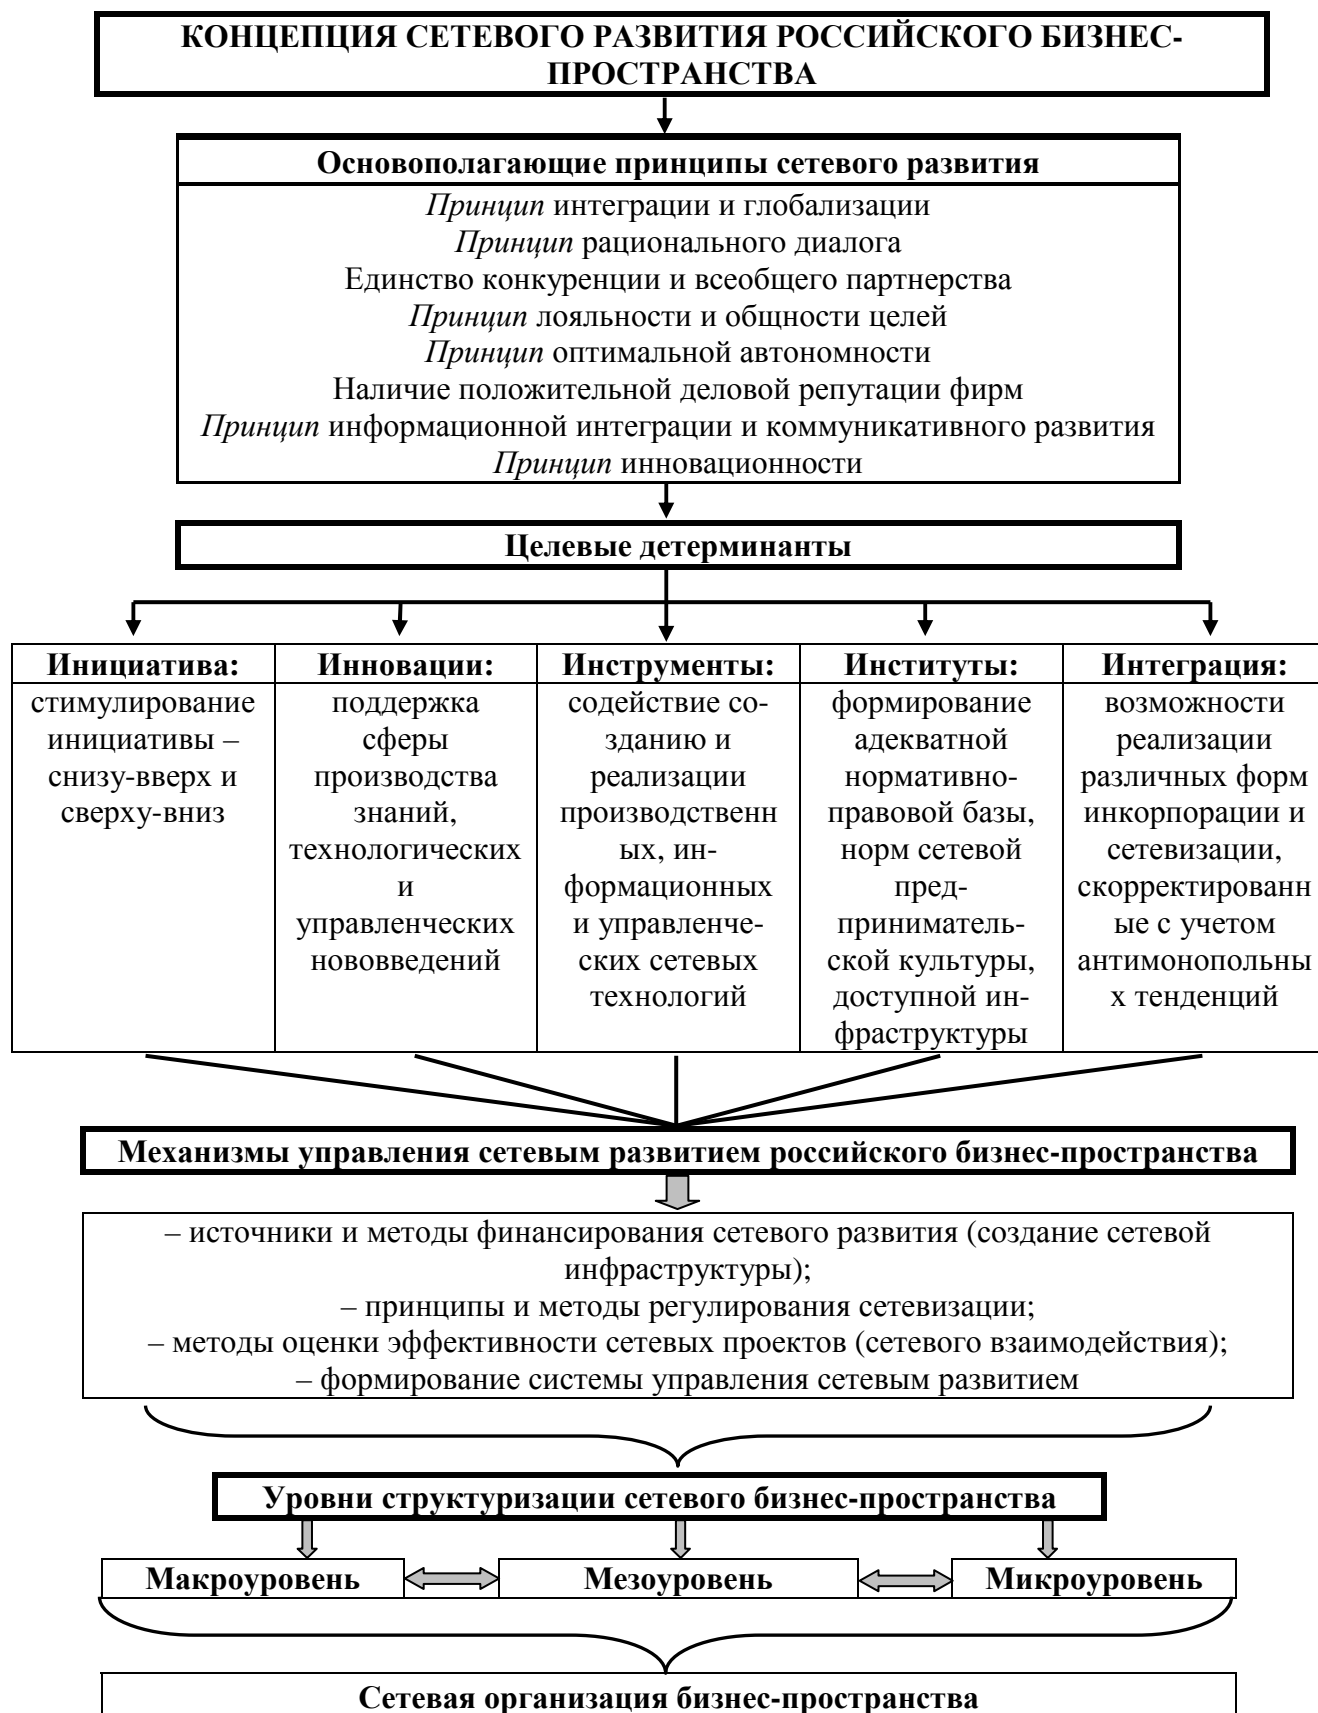 КОНЦЕПЦИЯ СЕТЕВОГО РАЗВИТИЯ РОССИЙСКОГО БИЗНЕС-
ПРОСТРАНСТВА
Основополагающие принципы сетевого развития
Принцип интеграции и глобализации
Принцип рационального диалога
Единство конкуренции и всеобщего партнерства
Принцип лояльности и общности целей
Принцип оптимальной автономности
Наличие положительной деловой репутации фирм
Принцип информационной интеграции и коммуникативного развития
Принцип инновационности
Целевые детерминанты
Инициатива:
стимулирование
инициативы –
снизу-вверх и
сверху-вниз
Инновации:
поддержка
сферы
производства
знаний,
технологических
и
управленческих
нововведений
Инструменты:
содействие со-
зданию и
реализации
производственн
ых, ин-
формационных
и управленче-
ских сетевых
технологий
Институты:
формирование
адекватной
нормативно-
правовой базы,
норм сетевой
пред-
приниматель-
ской культуры,
доступной ин-
фраструктуры
Интеграция:
возможности
реализации
различных форм
инкорпорации и
сетевизации,
скорректированн
ые с учетом
антимонопольны
х тенденций
Механизмы управления сетевым развитием российского бизнес-пространства
– источники и методы финансирования сетевого развития (создание сетевой
инфраструктуры);
– принципы и методы регулирования сетевизации;
– методы оценки эффективности сетевых проектов (сетевого взаимодействия);
– формирование системы управления сетевым развитием
Уровни структуризации сетевого бизнес-пространства
Макроуровень
Мезоуровень
Микроуровень
Сетевая организация бизнес-пространства